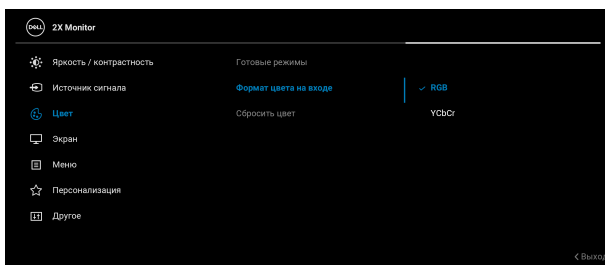 DELL 2X Monitor
Яркость / контрастность Готовые режимы
Источник сигнала Формат цвета на входе RGB
Цвет Сбросить цвет YCbCr
Экран
Меню
Персонализация
Другое
Выход